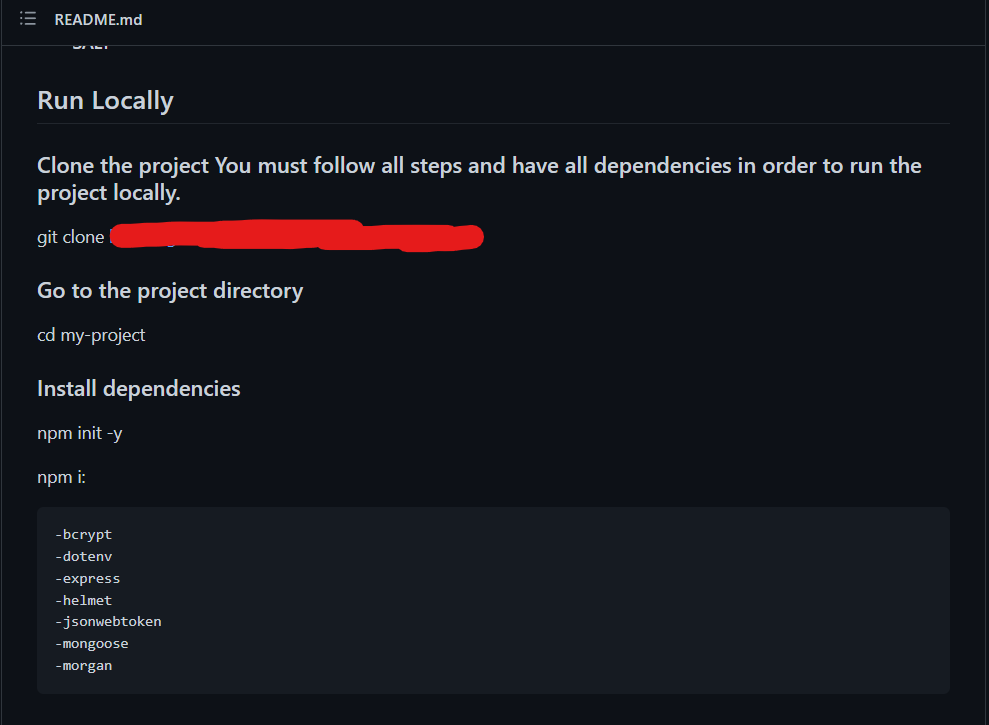 README.md
Run Locally
Clone the project You must follow all steps and have all dependencies in order to run the
project locally.
git clone
Go to the project directory
cd my-project
Install dependencies
npm init -y
npm i:
-bcrypt
-dotenv
-express
-helmet
-jsonwebtoken
-mongoose
-morgan